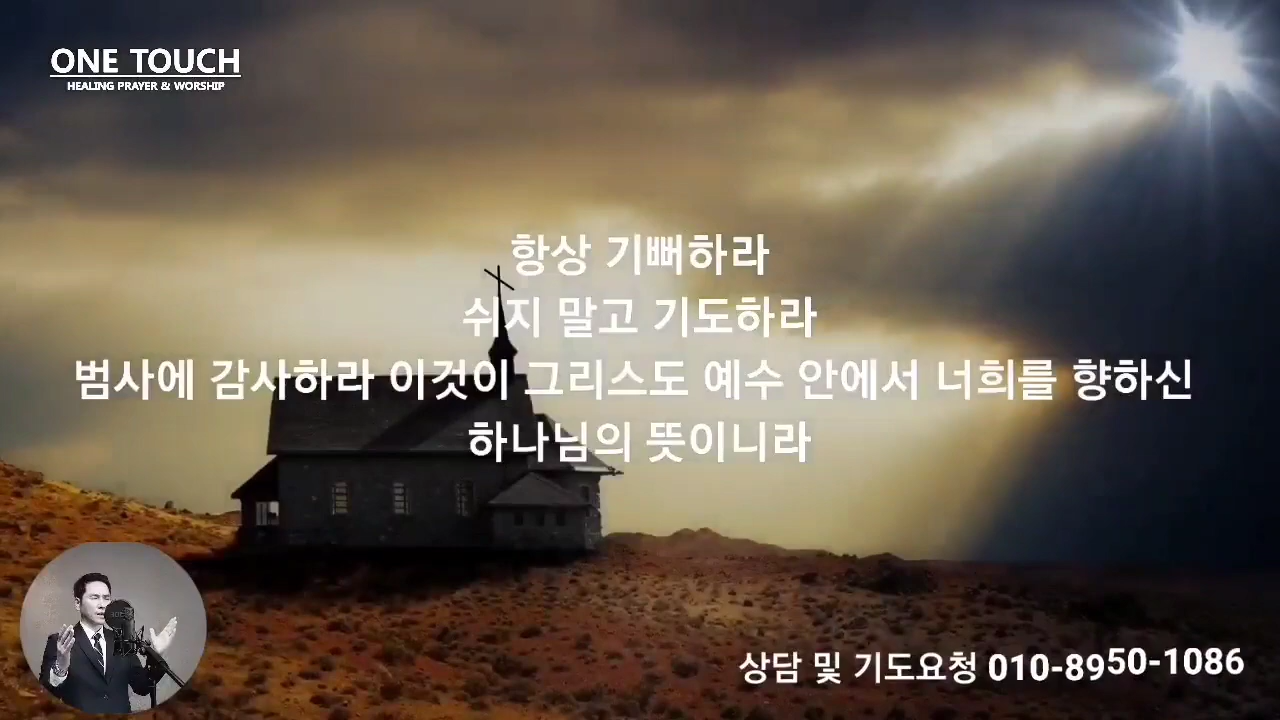 ONE TOUCH
HEALING PRAYER & WORSHIP
항상 기뻐하라
쉬지 말고 기도하라
범사에 감사하라 이것이 그리스도 예수 안에서 너희를 향하신
하나님의 뜻이니라
상담 및 기도요청 010-8950-1086